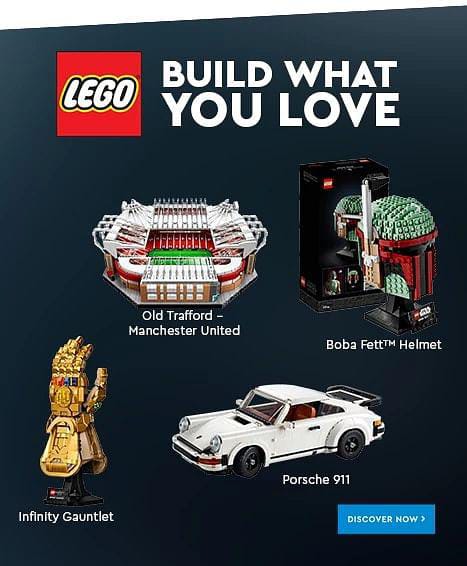 LEGO
BUILD WHAT
YOU LOVE
Old Trafford –
Manchester United
Boba Fett™ Helmet
Infinity Gauntlet
Porsche 911
DISCOVER NOW >